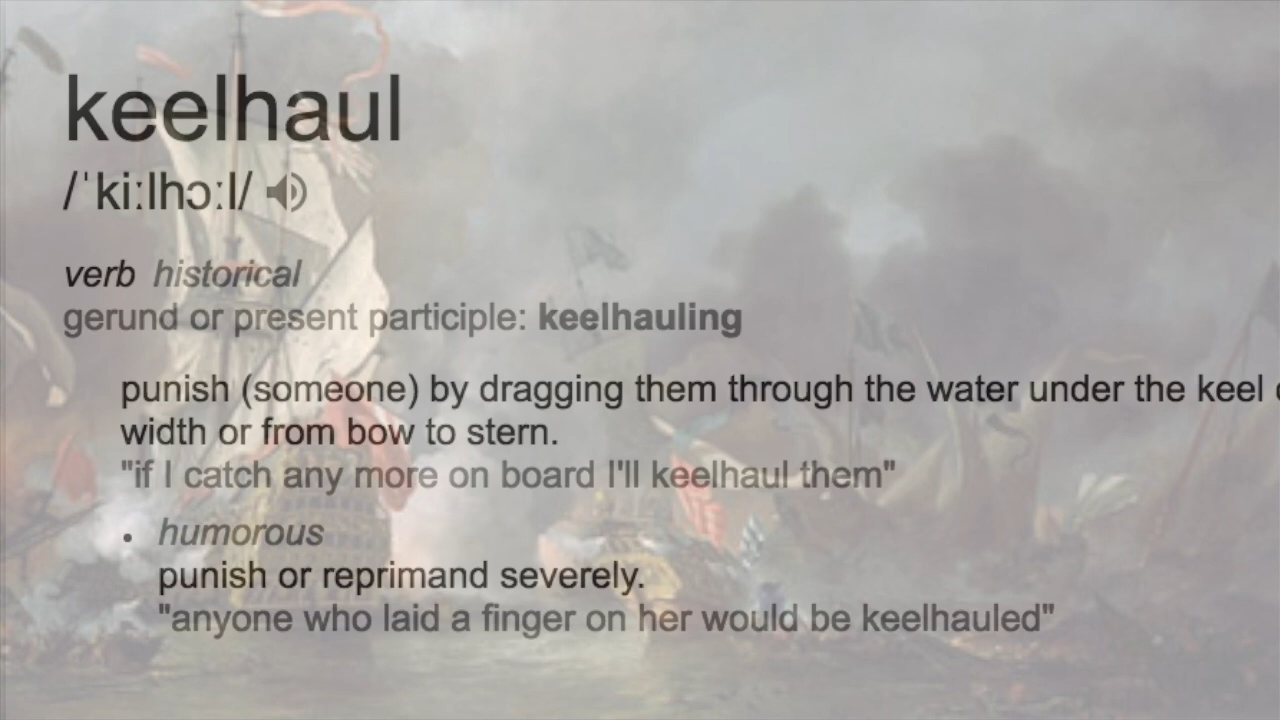 keelhaul
/ˈkiːlhɔːl/
verb historical
gerund or present participle: keelhauling
punish (someone) by dragging them through the water under the keel
width or from bow to stern.
"if I catch any more on board I'll keelhaul them"
• humorous
punish or reprimand severely.
"anyone who laid a finger on her would be keelhauled"